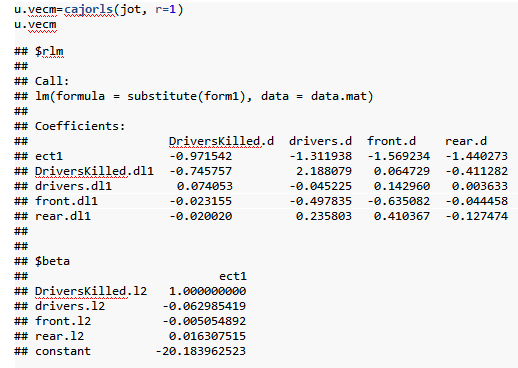 u.vecm=cajorls(jot, r=1)
u.vecm
## $rlm
##
## Call:
## lm(formula = substitute(form1), data = data.mat)
##
## Coefficients:
##                    DriversKilled.d  drivers.d  front.d    rear.d
## ect1               -0.971542        -1.311938  -1.569234  -1.440273
## DriversKilled.dl1  -0.745757         2.188079   0.064729  -0.411282
## drivers.dl1         0.074053        -0.045225   0.142960   0.003633
## front.dl1          -0.023155        -0.497835  -0.635082  -0.044458
## rear.dl1           -0.020020         0.235803   0.410367  -0.127474
##
##
## $beta
##                           ect1
## DriversKilled.l2   1.000000000
## drivers.l2        -0.062985419
## front.l2          -0.005054892
## rear.l2            0.016307515
## constant         -20.183962523